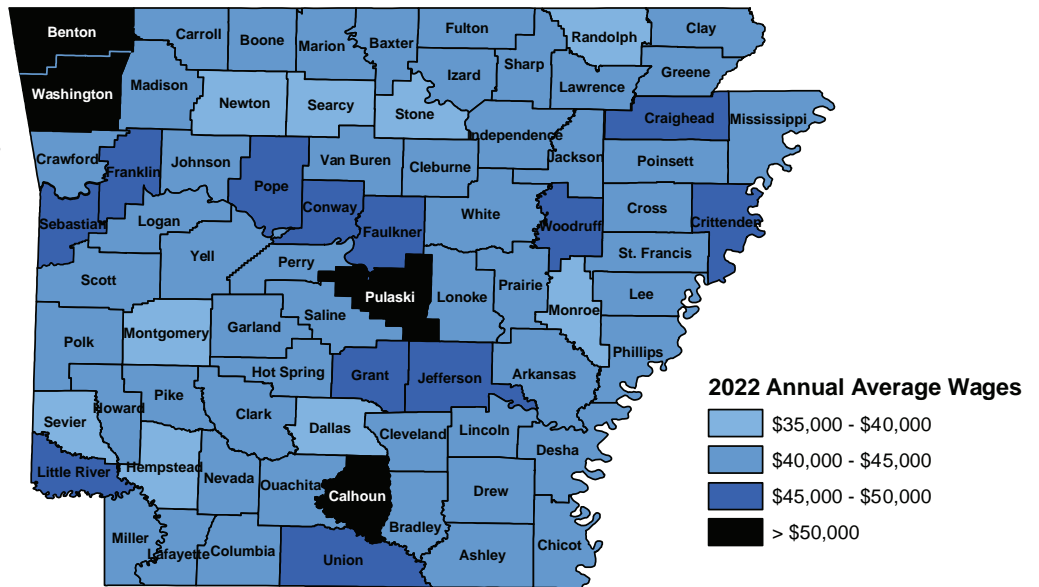 Benton
Carroll
Boone
Marion
Baxter
Fulton
Sharp
Randolph
Clay
Greene
Izard
Lawrence
Washington
Madison
Newton
Searcy
Stone
Independence
Craighead
Mississippi
Crawford
Franklin
Johnson
Pope
Van Buren
Cleburne
Jackson
Poinsett
Sebastian
Logan
Conway
Faulkner
White
Woodruff
Cross
Crittenden
Scott
Yell
Perry
Pulaski
Lonoke
Prairie
St. Francis
Lee
Monroe
Phillips
Polk
Montgomery
Garland
Saline
Hot Spring
Grant
Jefferson
Arkansas
Sevier
Howard
Pike
Clark
Dallas
Cleveland
Lincoln
Desha
Little River
Hempstead
Nevada
Ouachita
Calhoun
Bradley
Drew
Miller
Lafayette
Columbia
Union
Ashley
Chicot
2022 Annual Average Wages
$35,000 - $40,000
$40,000 - $45,000
$45,000 - $50,000
> $50,000